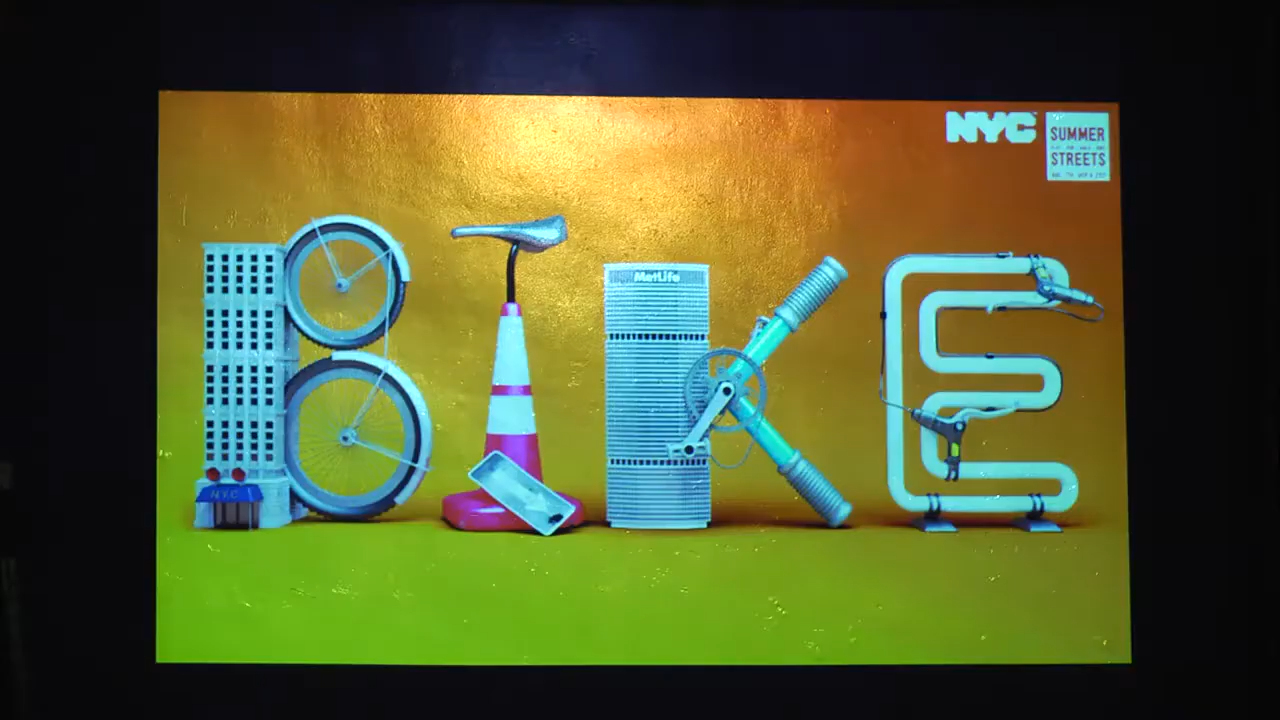 NYC
SUMMER
STREETS
BIKE
MetLife
NYC